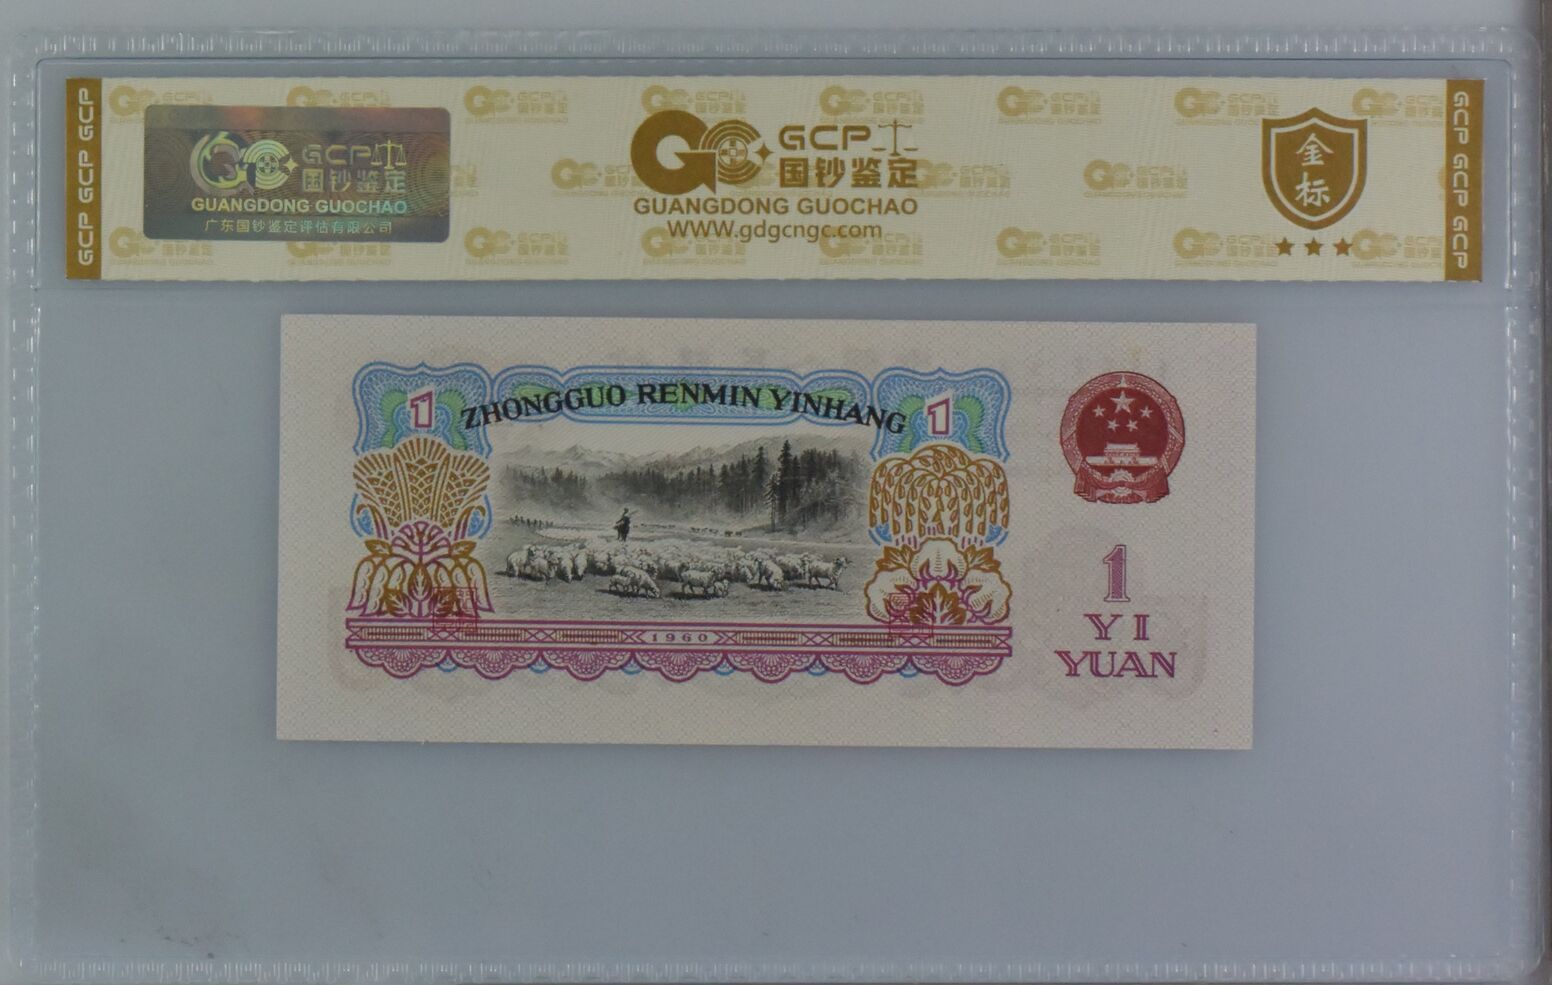 GCP GCP GCP
GCP
国钞鉴定
GUANGDONG GUOCHAO
广东国钞鉴定评估有限公司
GCP
国钞鉴定
GUANGDONG GUOCHAO
WWW.gdgcngc.com
金标
GCP GCP GCP
1
ZHONGGUO RENMIN YINHANG
1
1960
1
YI
YUAN